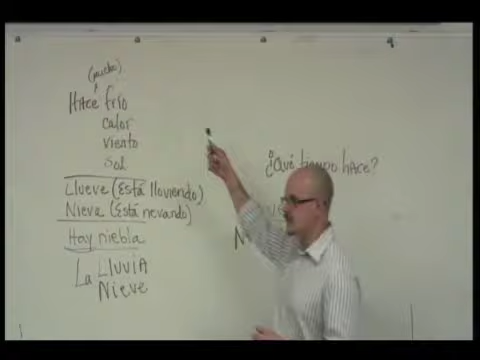 (mucho)
Hace frío
calor
viento
sol
Llueve (Está lloviendo)
Nieva (Está nevando)
Hay niebla
La Lluvia
Nieve
¿Qué tiempo hace?